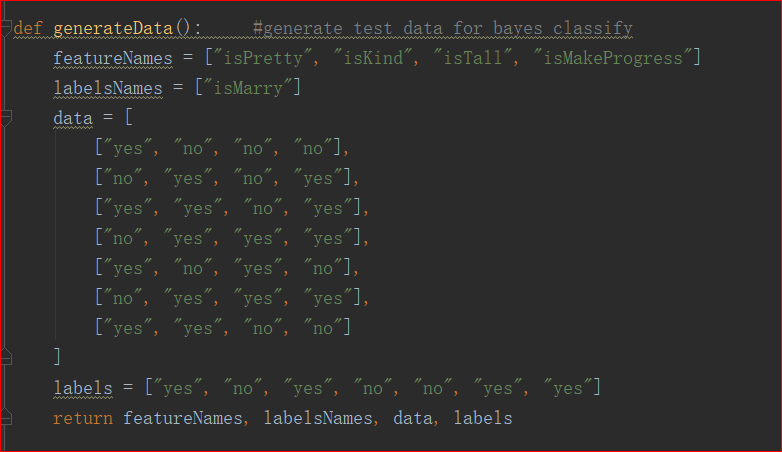 def generateData():    #generate test data for bayes classify
    featureNames = ["isPretty", "isKind", "isTall", "isMakeProgress"]
    labelsNames = ["isMarry"]
    data = [
        ["yes", "no", "no", "no"],
        ["no", "yes", "no", "yes"],
        ["yes", "yes", "no", "yes"],
        ["no", "yes", "yes", "yes"],
        ["yes", "no", "yes", "no"],
        ["no", "yes", "yes", "yes"],
        ["yes", "yes", "no", "no"]
    ]
    labels = ["yes", "no", "yes", "no", "no", "yes", "yes"]
    return featureNames, labelsNames, data, labels